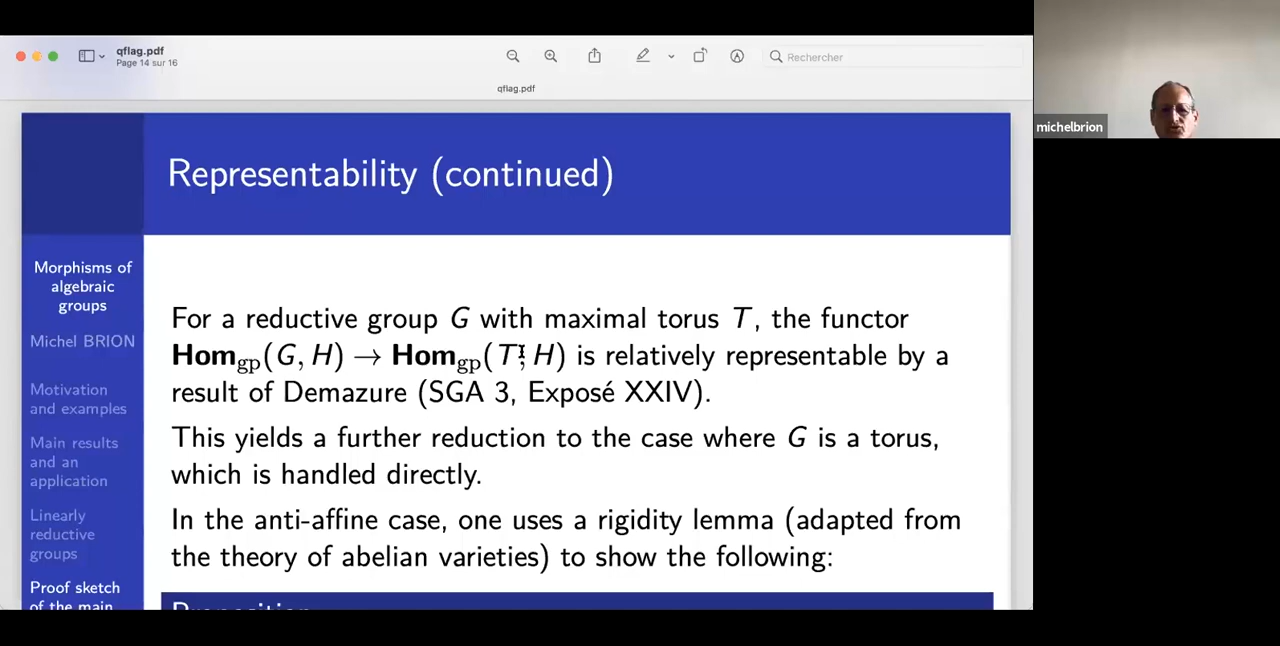 qflag.pdf
Page 14 sur 16
Rechercher
qflag.pdf
michelbrion
Representability (continued)
Morphisms of
algebraic
groups
Michel BRION
Motivation
and examples
Main results
and an
application
Linearly
reductive
groups
Proof sketch
of the main
For a reductive group G with maximal torus T, the functor
Hom_gp(G, H) → Hom_gp(T, H) is relatively representable by a
result of Demazure (SGA 3, Exposé XXIV).
This yields a further reduction to the case where G is a torus,
which is handled directly.
In the anti-affine case, one uses a rigidity lemma (adapted from
the theory of abelian varieties) to show the following:
Proposition